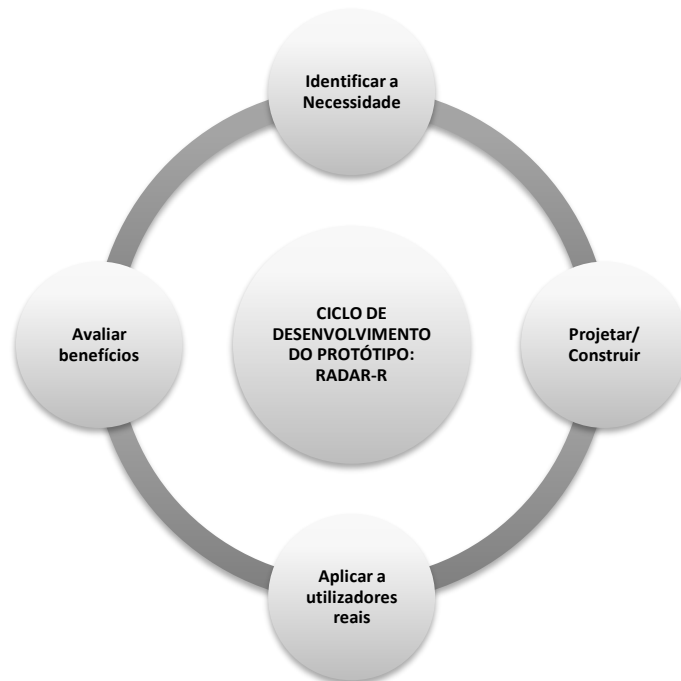 Identificar a
Necessidade
CICLO DE
DESENVOLVIMENTO
DO PROTÓTIPO:
RADAR-R
Projetar/
Construir
Aplicar a
utilizadores
reais
Avaliar
benefícios